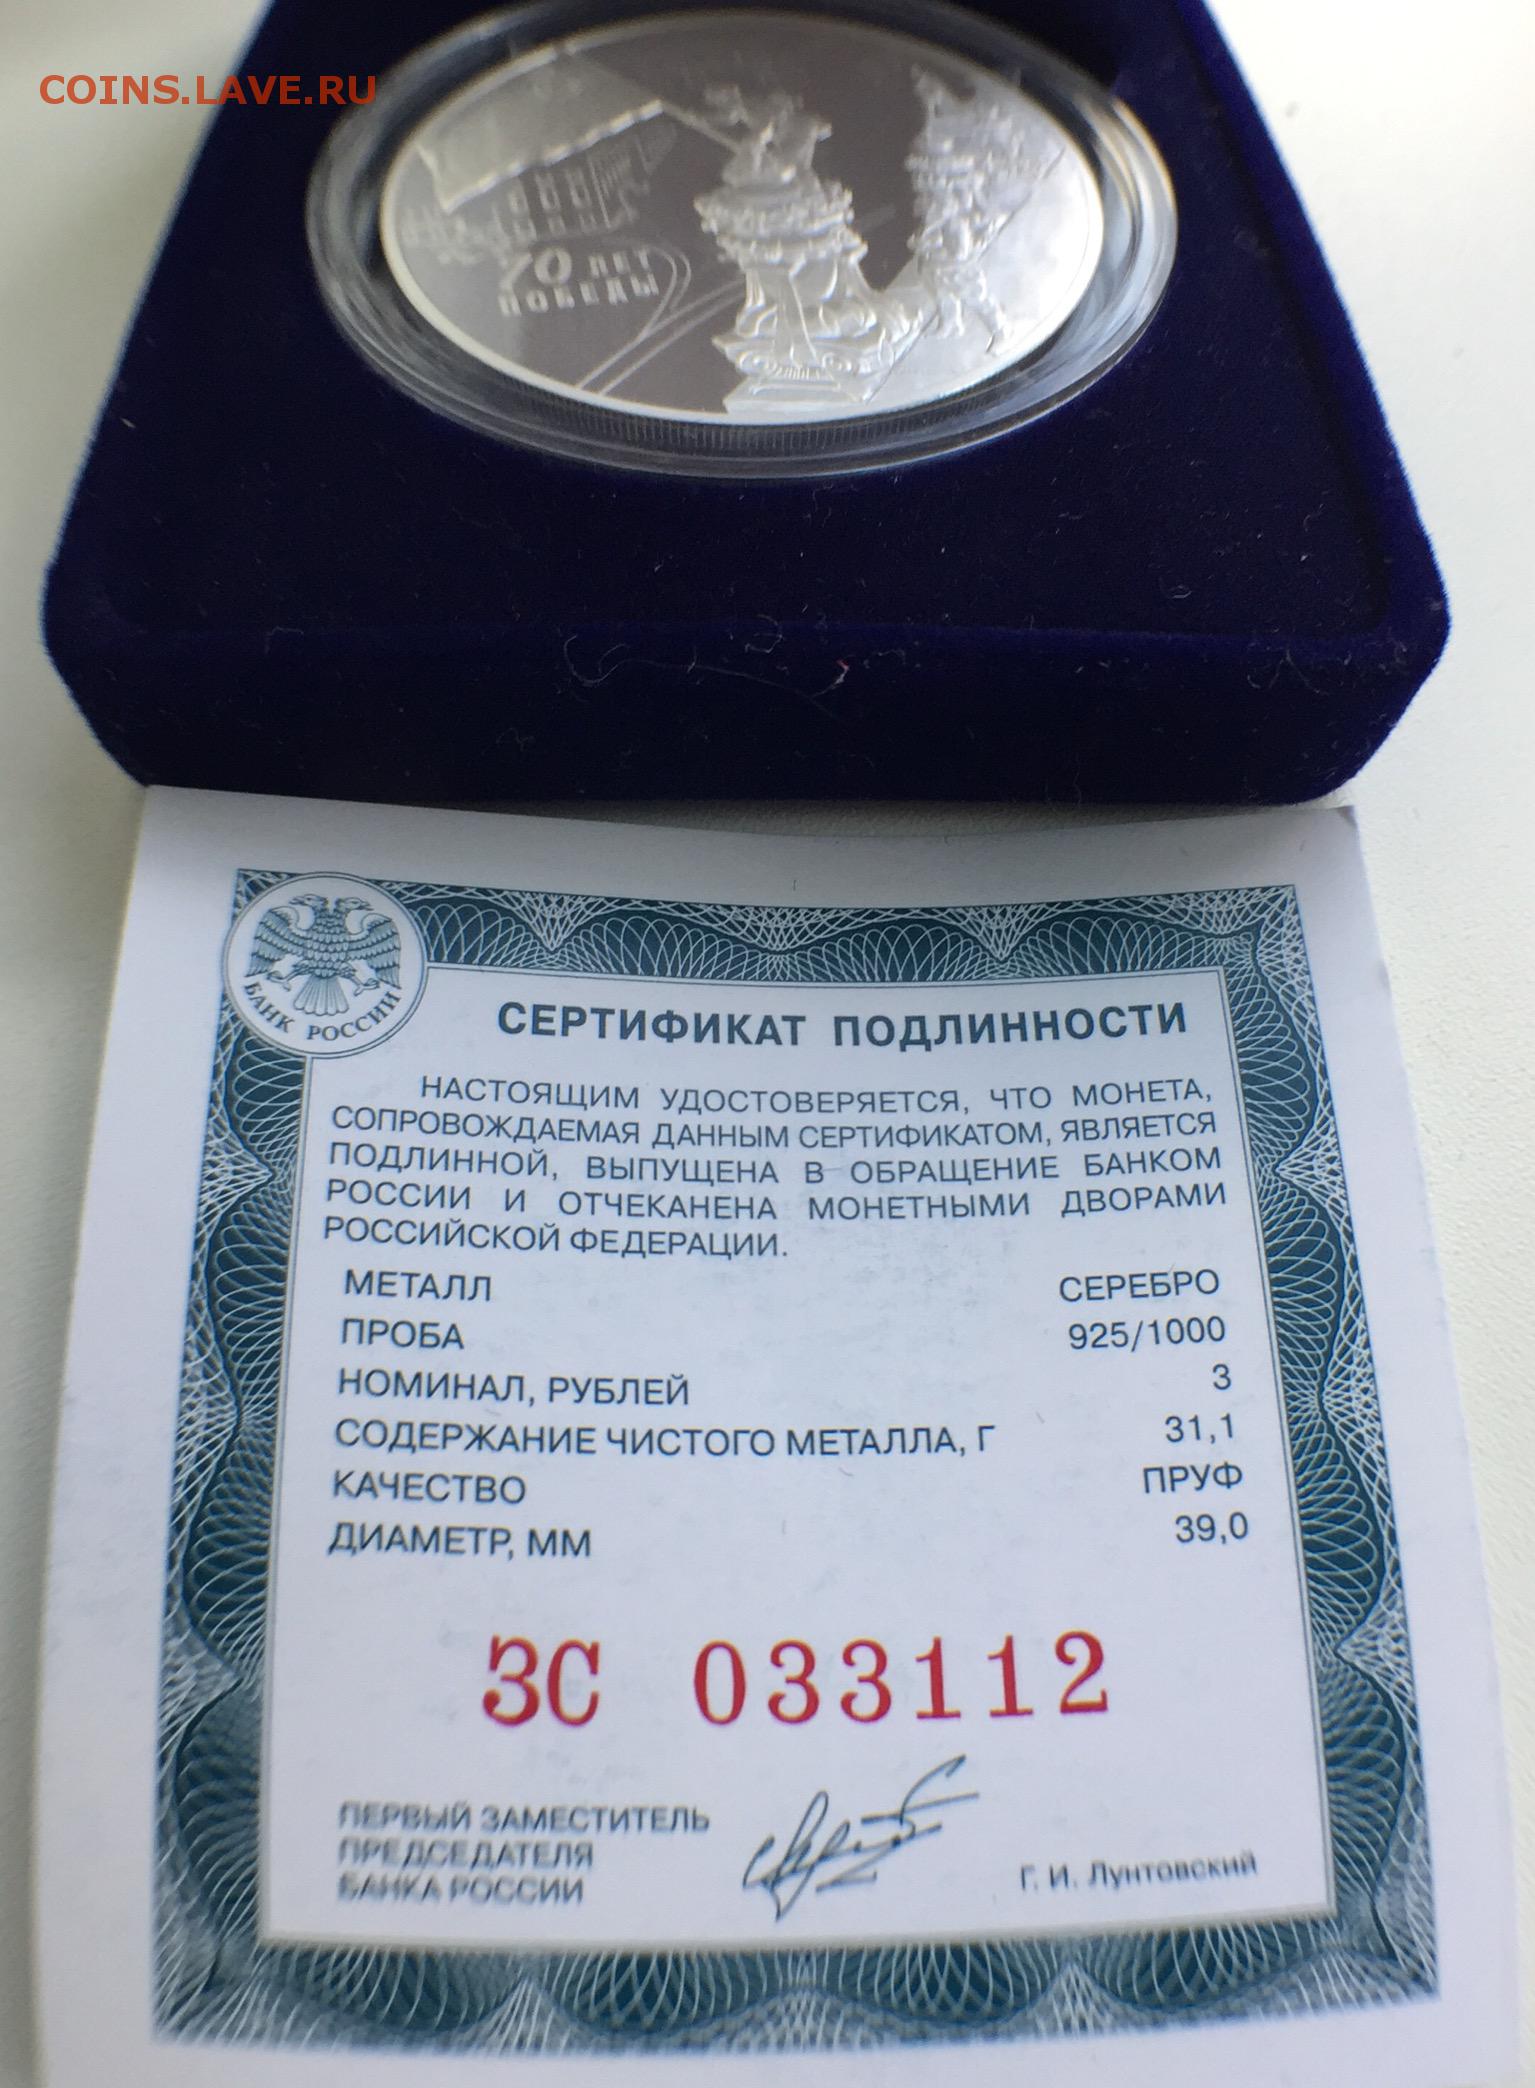 COINS.LAVE.RU
70 ЛЕТ
ПОБЕДЫ
БАНК РОССИИ
СЕРТИФИКАТ ПОДЛИННОСТИ
НАСТОЯЩИМ УДОСТОВЕРЯЕТСЯ, ЧТО МОНЕТА,
СОПРОВОЖДАЕМАЯ ДАННЫМ СЕРТИФИКАТОМ, ЯВЛЯЕТСЯ
ПОДЛИННОЙ, ВЫПУЩЕНА В ОБРАЩЕНИЕ БАНКОМ
РОССИИ И ОТЧЕКАНЕНА МОНЕТНЫМИ ДВОРАМИ
РОССИЙСКОЙ ФЕДЕРАЦИИ.
МЕТАЛЛ СЕРЕБРО
ПРОБА 925/1000
НОМИНАЛ, РУБЛЕЙ 3
СОДЕРЖАНИЕ ЧИСТОГО МЕТАЛЛА, Г 31,1
КАЧЕСТВО ПРУФ
ДИАМЕТР, ММ 39,0
ЗС 033112
ПЕРВЫЙ ЗАМЕСТИТЕЛЬ
ПРЕДСЕДАТЕЛЯ
БАНКА РОССИИ Г. И. Лунтовский